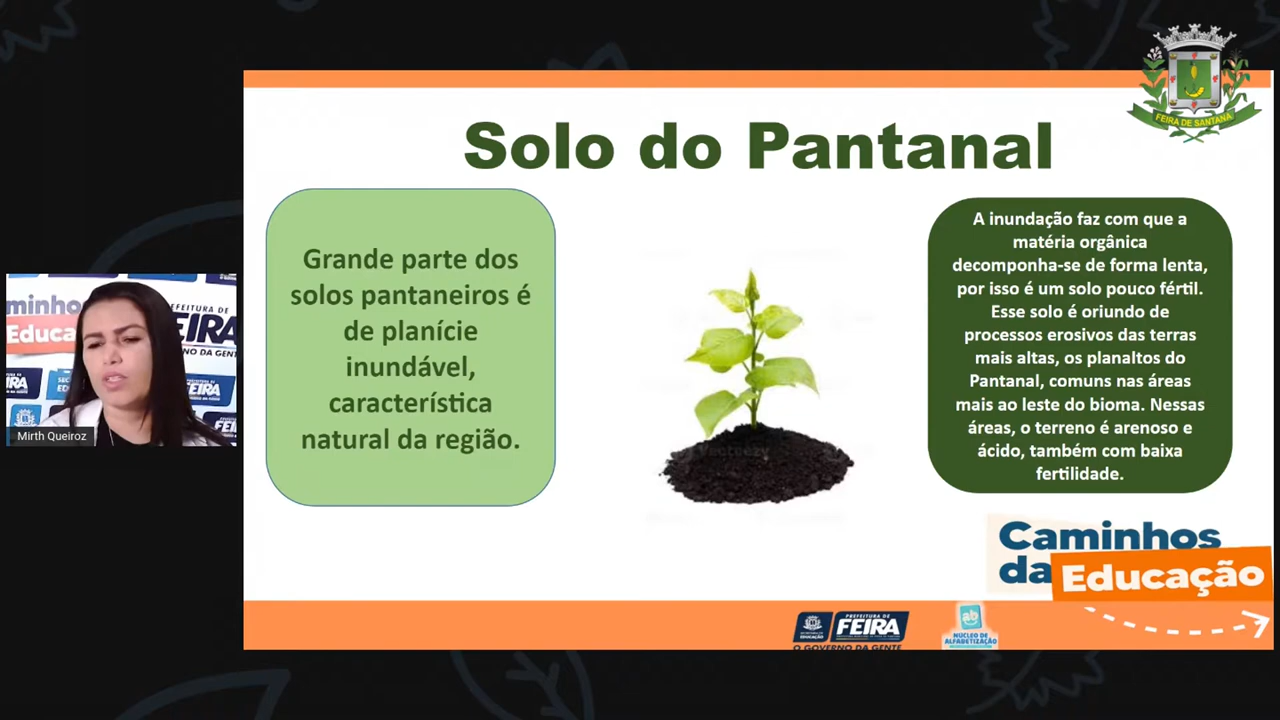 FEIRA DE SANTANA
Solo do Pantanal
Grande parte dos
solos pantaneiros é
de planície
inundável,
característica
natural da região.
A inundação faz com que a
matéria orgânica
decomponha-se de forma lenta,
por isso é um solo pouco fértil.
Esse solo é oriundo de
processos erosivos das terras
mais altas, os planaltos do
Pantanal, comuns nas áreas
mais ao leste do bioma. Nessas
áreas, o terreno é arenoso e
ácido, também com baixa
fertilidade.
Mirth Queiroz
Caminhos
da Educação
PREFEITURA DE
FEIRA
O GOVERNO DA GENTE
ab
NÚCLEO DE
ALFABETIZAÇÃO